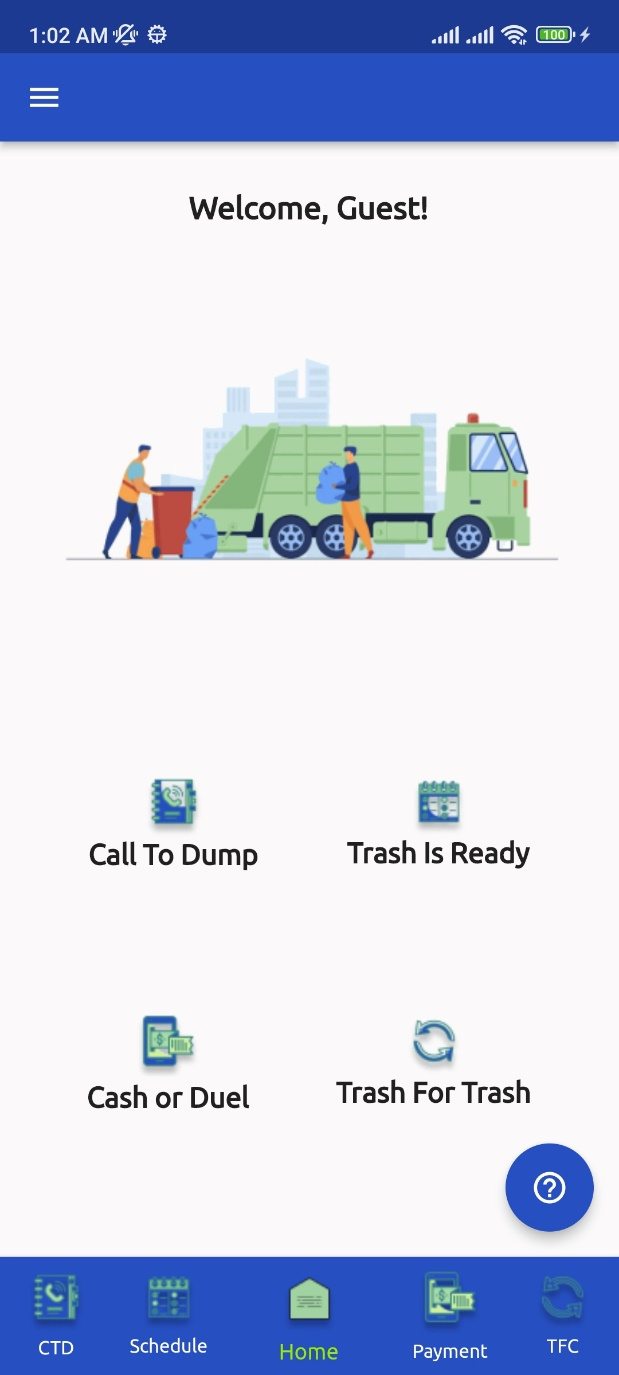 1:02 AM
100
Welcome, Guest!
Call To Dump
Trash Is Ready
Cash or Duel
Trash For Trash
CTD
Schedule
Home
Payment
TFC